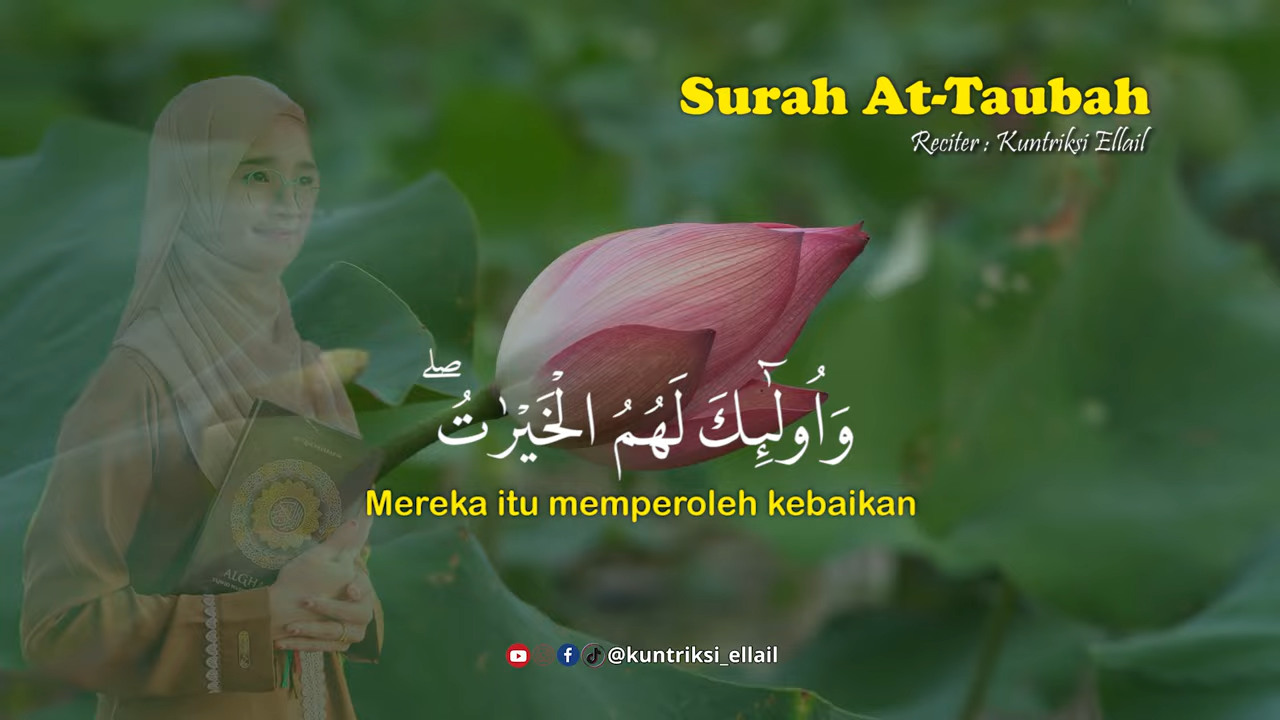 Surah At-Taubah
Reciter : Kuntriksi Ellail
وَاُولٰۤىِٕكَ لَهُمُ الْخَيْرٰتُ ۖ
Mereka itu memperoleh kebaikan
@kuntriksi_ellail